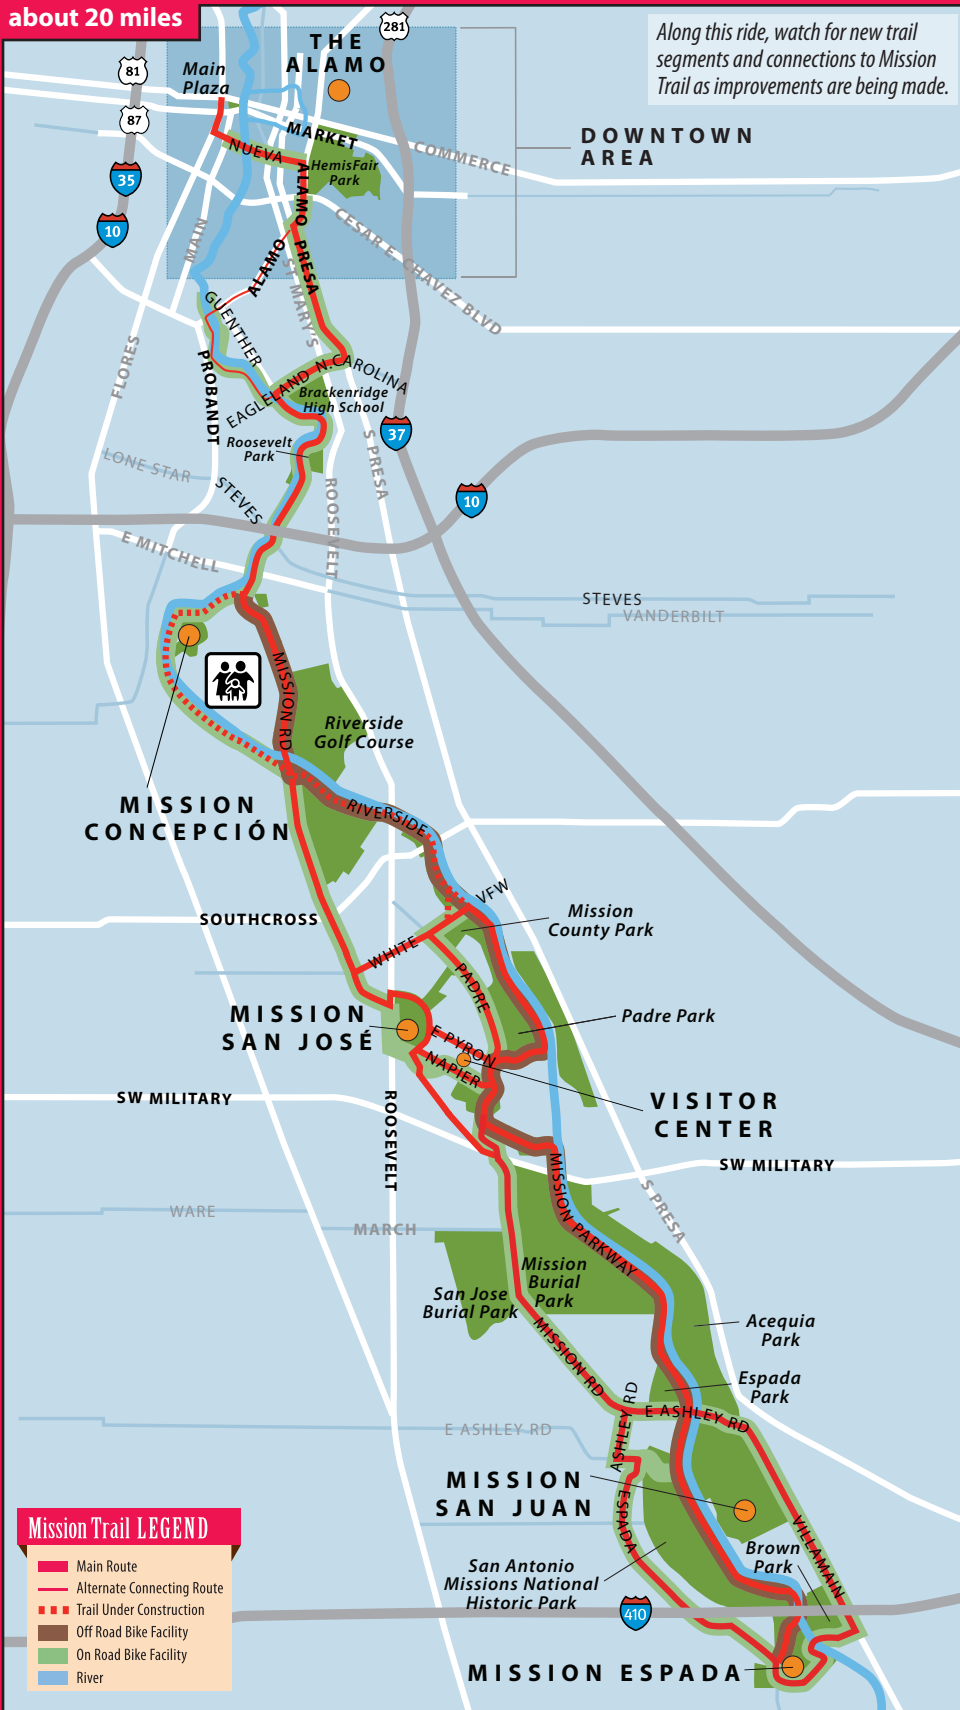 about 20 miles
Along this ride, watch for new trail
segments and connections to Mission
Trail as improvements are being made.
281
THE
ALAMO
81
Main
Plaza
87
MARKET
DOWNTOWN
AREA
COMMERCE
NUEVA
HemisFair
Park
35
ALAMO
10
MAIN
CESAR E. CHAVEZ BLVD
ALAMO
PRESA
ST MARY'S
GUENTHER
FLORES
PROBANDT
N.CAROLINA
EAGLELAND
Brackenridge
High School
37
S PRESA
Roosevelt
Park
LONE STAR
STEVES
ROOSEVELT
10
E MITCHELL
STEVES
VANDERBILT
MISSION RD
Riverside
Golf Course
MISSION
CONCEPCIÓN
RIVERSIDE
VFW
SOUTHCROSS
Mission
County Park
WHITE
PADRE
MISSION
SAN JOSÉ
Padre Park
E PYRON
NAPIER
SW MILITARY
ROOSEVELT
VISITOR
CENTER
SW MILITARY
MISSION PARKWAY
S PRESA
WARE
MARCH
Mission
Burial
Park
San Jose
Burial Park
Acequia
Park
MISSION RD
Espada
Park
ASHLEY RD
E ASHLEY RD
E ASHLEY RD
MISSION
SAN JUAN
ESPADA
VILLAMAIN
Brown
Park
San Antonio
Missions National
Historic Park
410
MISSION ESPADA
Mission Trail LEGEND
Main Route
Alternate Connecting Route
Trail Under Construction
Off Road Bike Facility
On Road Bike Facility
River